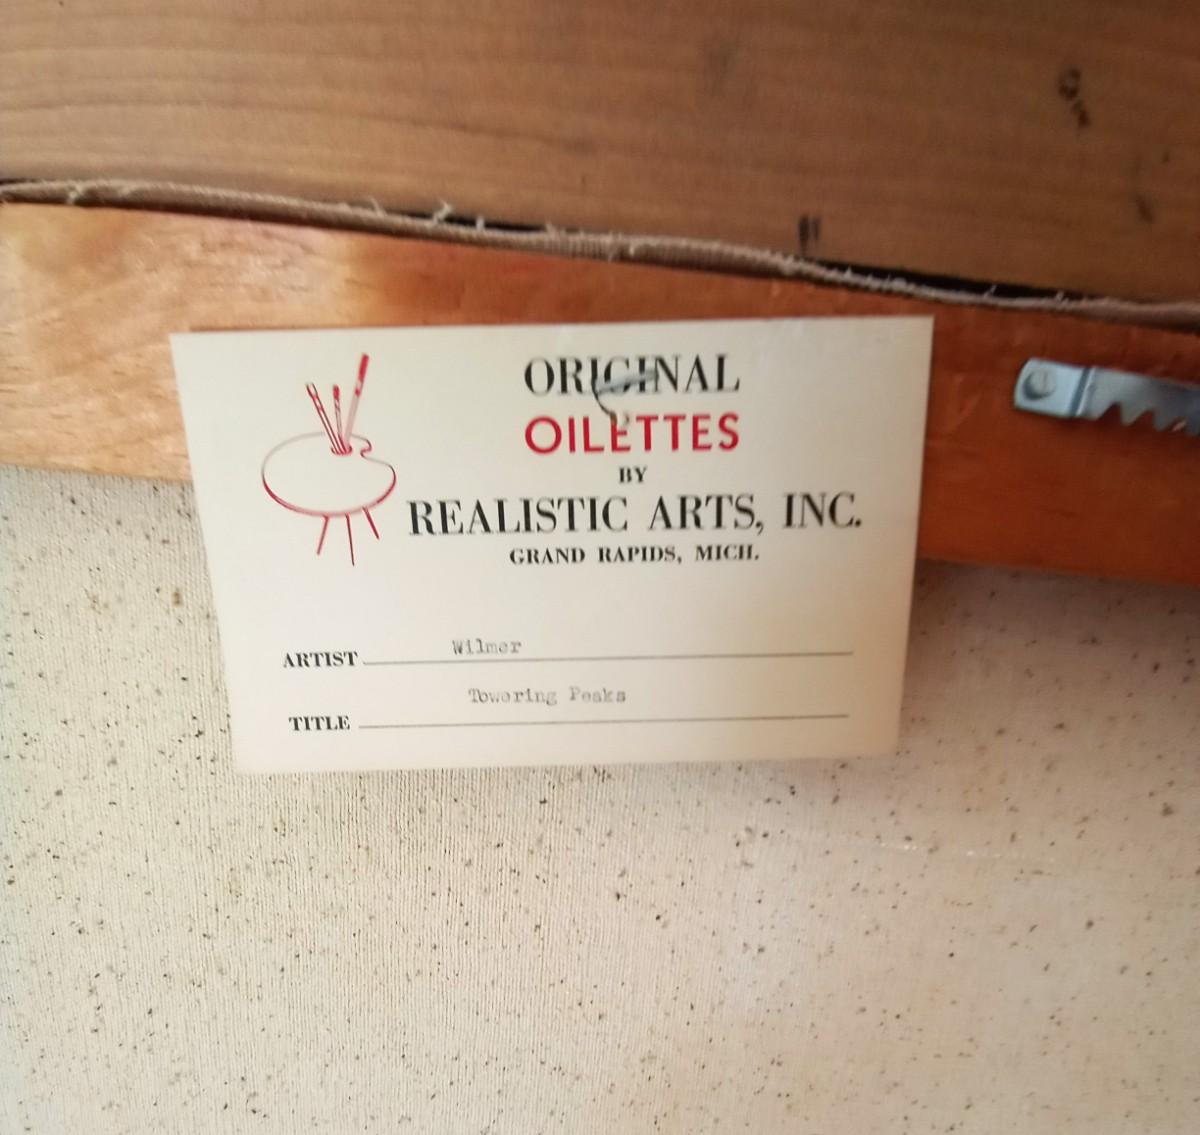 ORIGINAL
OILETTES
BY
REALISTIC ARTS, INC.
GRAND RAPIDS, MICH.
ARTIST Wilmer
TITLE Towering Peaks